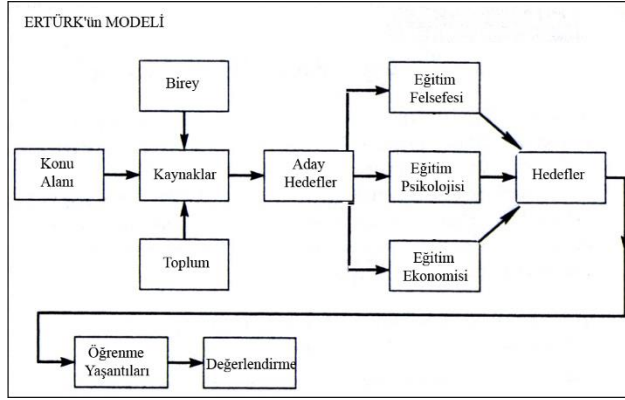 ERTÜRK'ün MODELİ
Birey
Eğitim
Felsefesi
Konu
Alanı
Kaynaklar
Aday
Hedefler
Eğitim
Psikolojisi
Hedefler
Toplum
Eğitim
Ekonomisi
Öğrenme
Yaşantıları
Değerlendirme